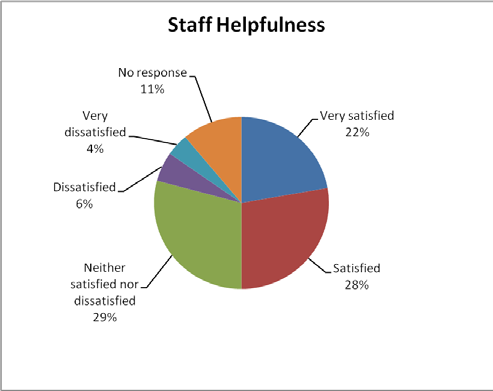 Staff Helpfulness
No response
11%
Very satisfied
22%
Very
dissatisfied
4%
Dissatisfied
6%
Neither
satisfied nor
dissatisfied
29%
Satisfied
28%